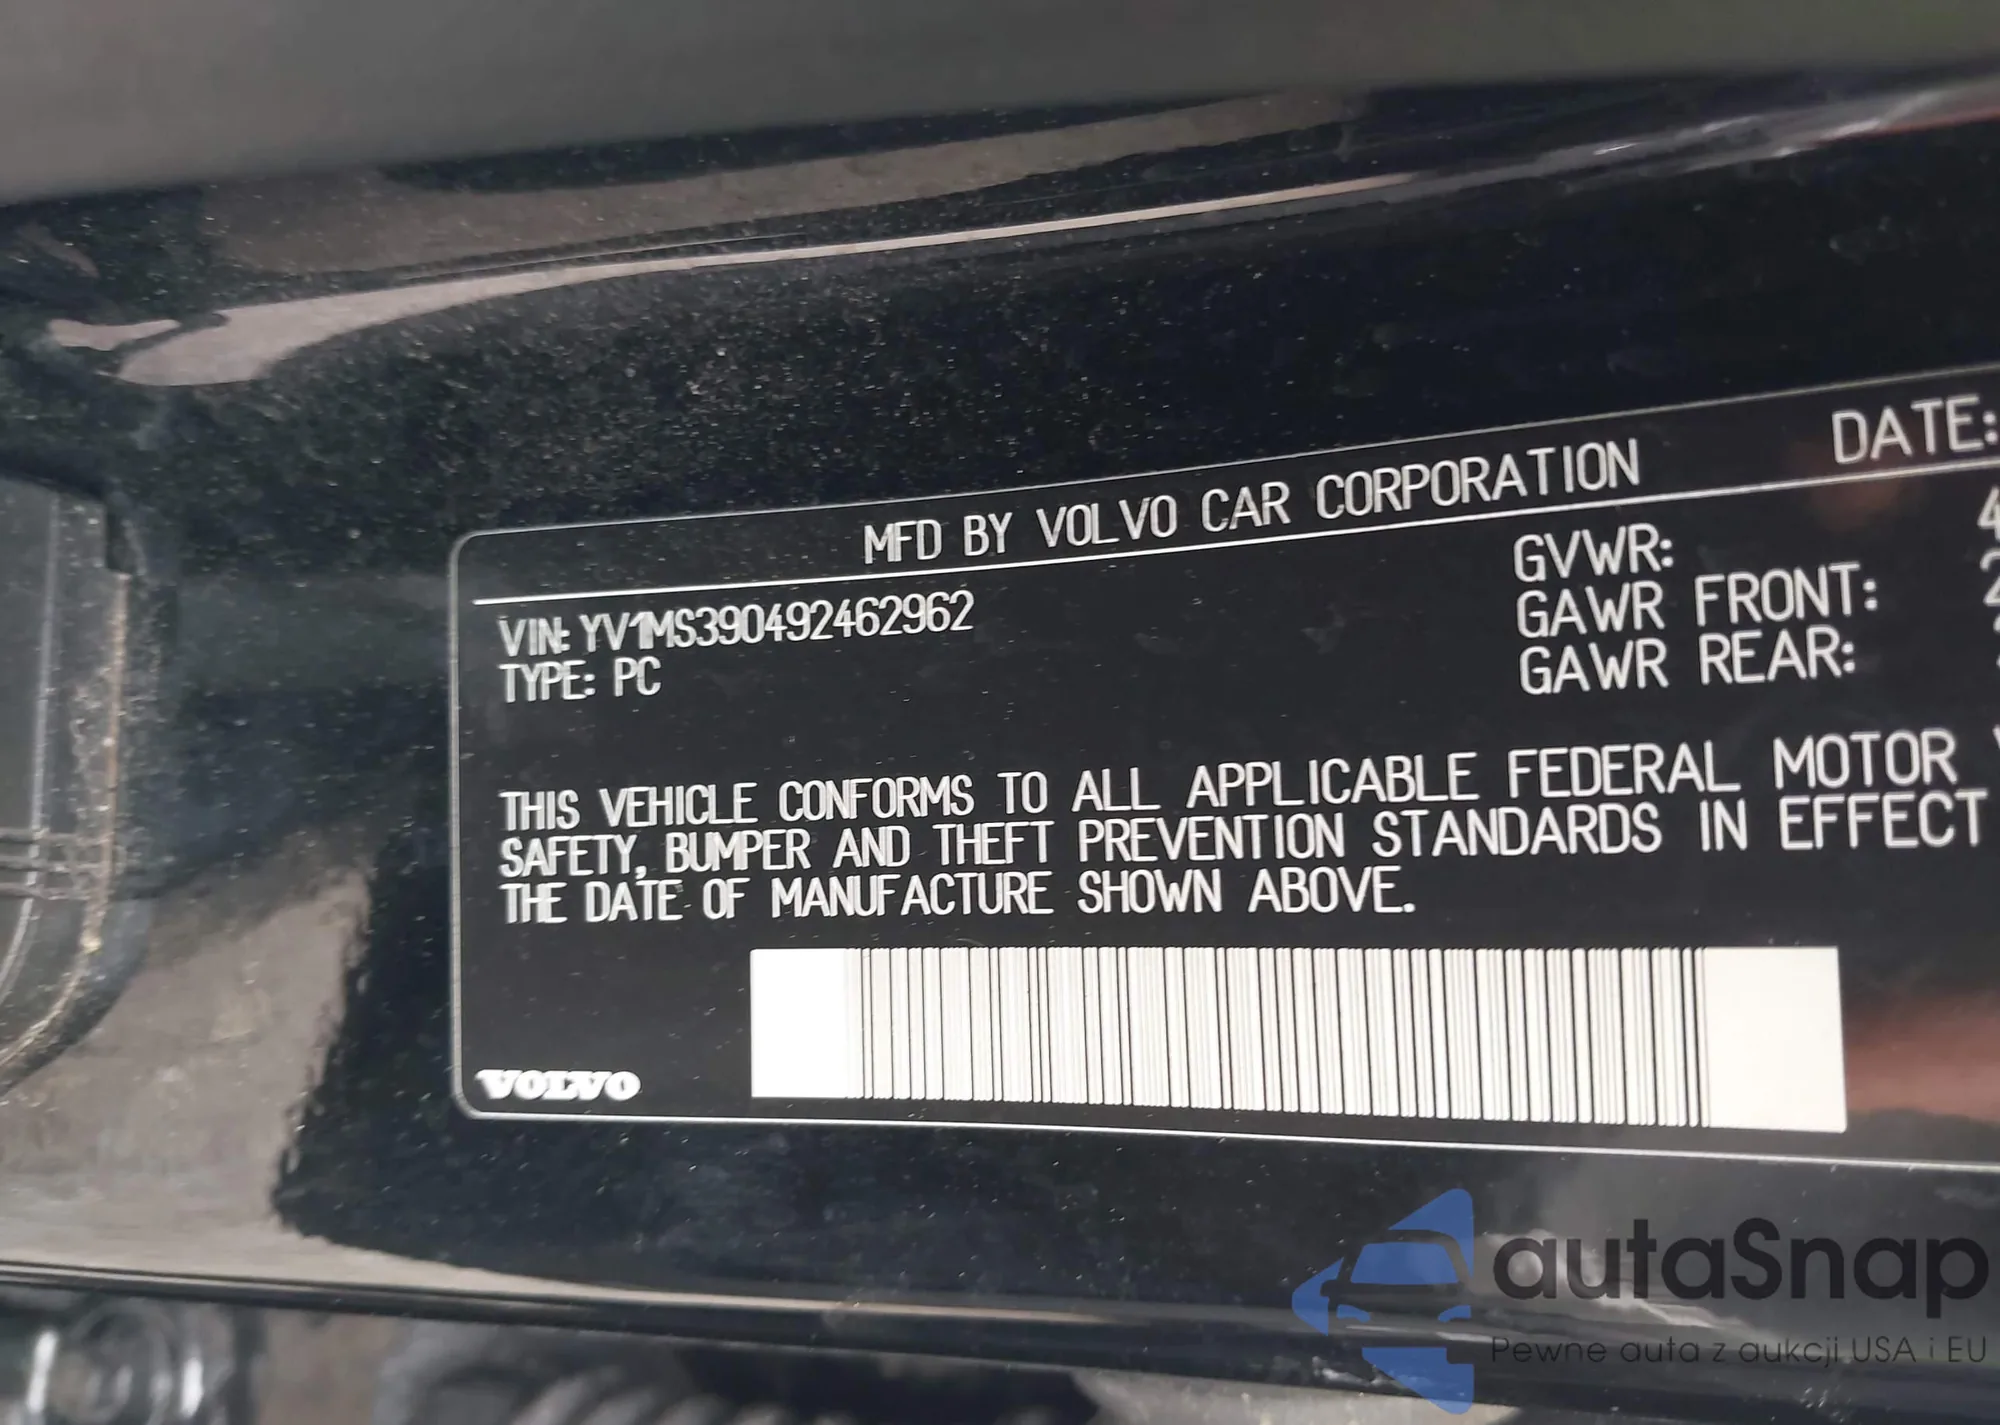 MFD BY VOLVO CAR CORPORATION DATE:
VIN: YV1MS390492462962
TYPE: PC
GVWR: 4
GAWR FRONT: 2
GAWR REAR:
THIS VEHICLE CONFORMS TO ALL APPLICABLE FEDERAL MOTOR
SAFETY, BUMPER AND THEFT PREVENTION STANDARDS IN EFFECT
THE DATE OF MANUFACTURE SHOWN ABOVE.
VOLVO
autaSnap
Pewne auta z aukcji USA i EU